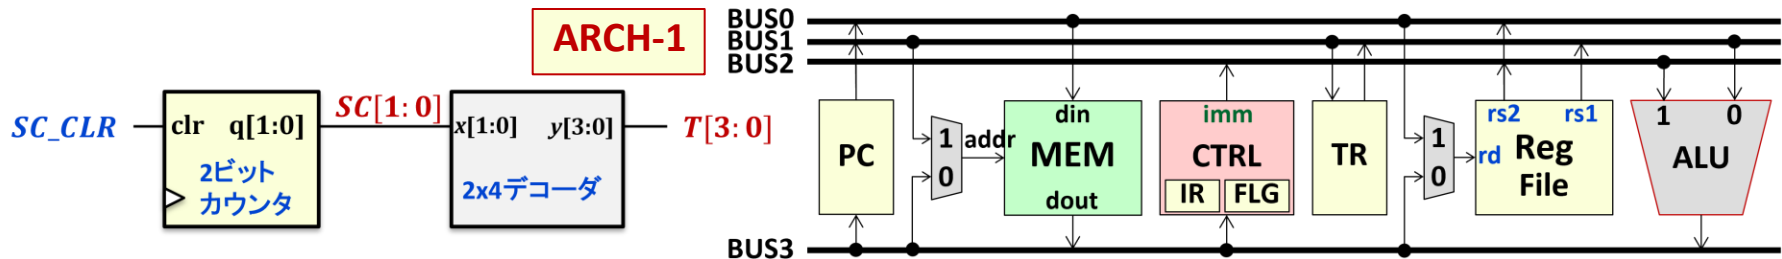 ARCH-1
SC_CLR
clr q[1:0]
2ビット
カウンタ
SC[1:0]
x[1:0] y[3:0]
2x4デコーダ
T[3:0]
BUS0
BUS1
BUS2
BUS3
PC
1
0
addr
din
MEM
dout
imm
CTRL
IR FLG
TR
1
0
rd
rs2 rs1
Reg
File
1 0
ALU